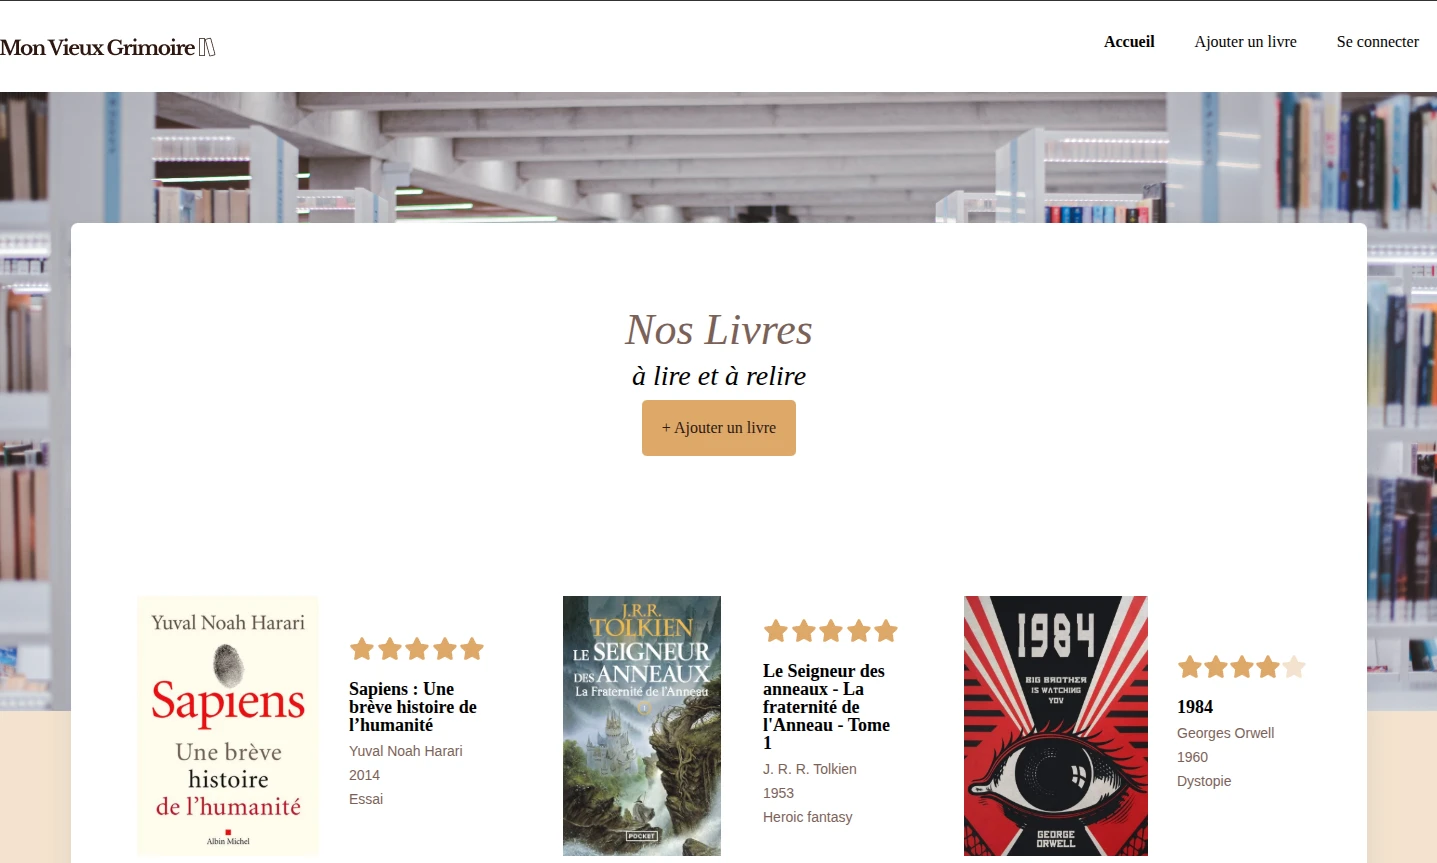 Mon Vieux Grimoire
Accueil
Ajouter un livre
Se connecter
Nos Livres
à lire et à relire
+ Ajouter un livre
Yuval Noah Harari
Sapiens
Une brève
histoire
de l'humanité
Albin Michel
Sapiens : Une
brève histoire de
l’humanité
Yuval Noah Harari
2014
Essai
J.R.R.
TOLKIEN
LE SEIGNEUR
DES ANNEAUX
La Fraternité de l'Anneau
POCKET
Le Seigneur des
anneaux - La
fraternité de
l'Anneau - Tome
1
J. R. R. Tolkien
1953
Heroic fantasy
1984
BIG BROTHER
IS WATCHING
YOU
GEORGE
ORWELL
1984
Georges Orwell
1960
Dystopie